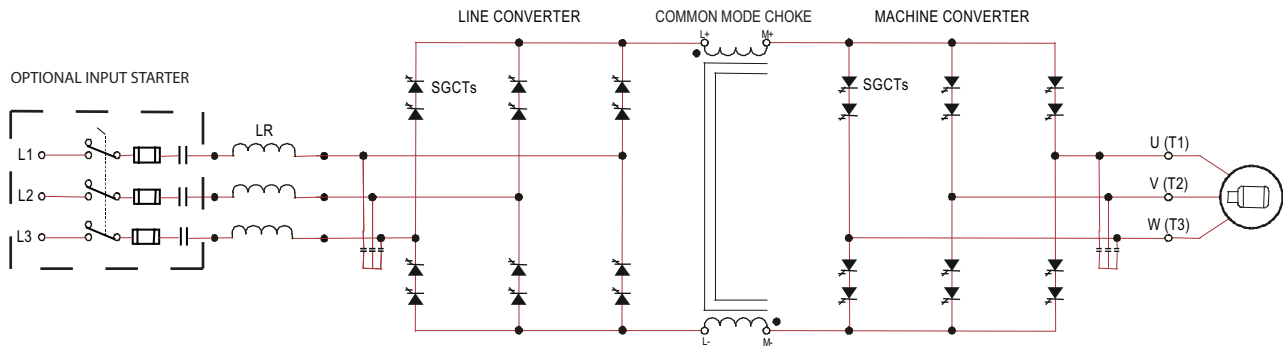 LINE CONVERTER
COMMON MODE CHOKE
MACHINE CONVERTER
L+
M+
OPTIONAL INPUT STARTER
SGCTs
SGCTs
LR
L1
U (T1)
L2
V (T2)
L3
W (T3)
L-
M-